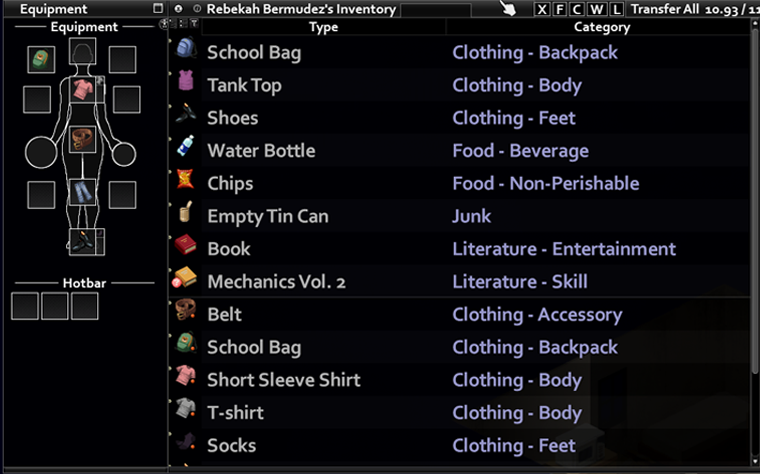 Equipment
Rebekah Bermudez's Inventory
X F C W L Transfer All 10.93 / 11
Equipment
Hotbar
Type Category
School Bag Clothing - Backpack
Tank Top Clothing - Body
Shoes Clothing - Feet
Water Bottle Food - Beverage
Chips Food - Non-Perishable
Empty Tin Can Junk
Book Literature - Entertainment
Mechanics Vol. 2 Literature - Skill
Belt Clothing - Accessory
School Bag Clothing - Backpack
Short Sleeve Shirt Clothing - Body
T-shirt Clothing - Body
Socks Clothing - Feet